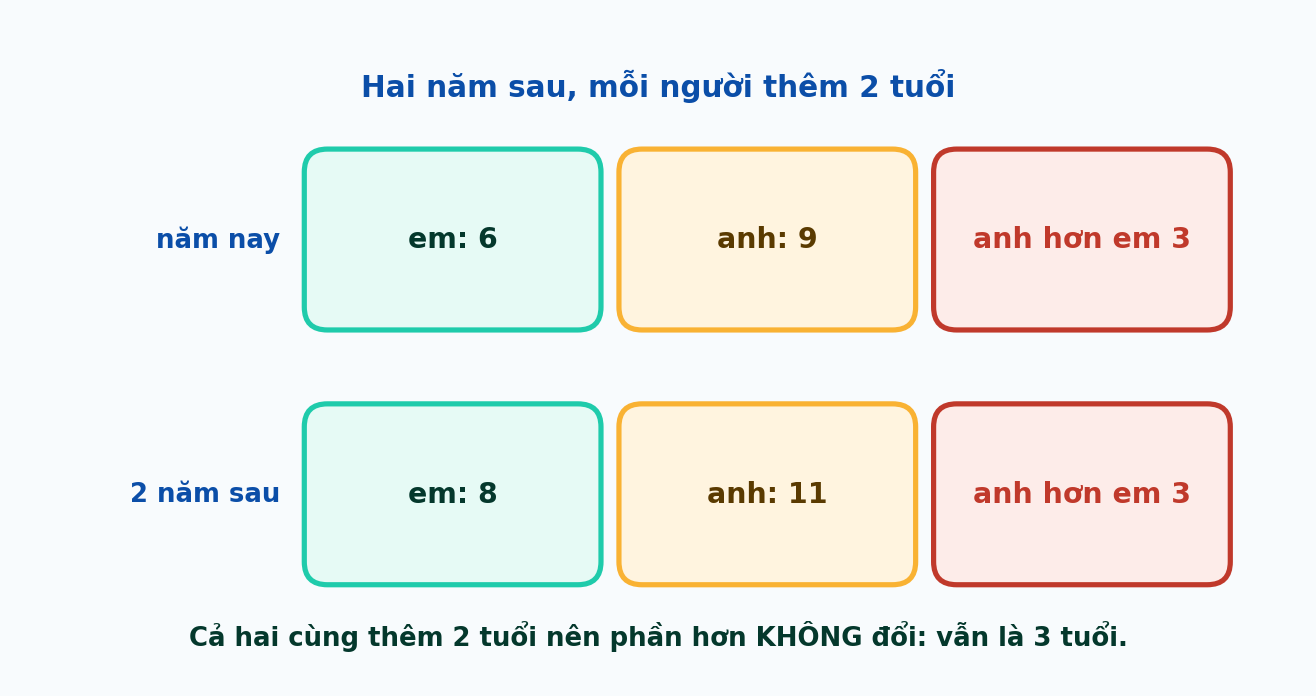 Hai năm sau, mỗi người thêm 2 tuổi
năm nay
em: 6
anh: 9
anh hơn em 3
2 năm sau
em: 8
anh: 11
anh hơn em 3
Cả hai cùng thêm 2 tuổi nên phần hơn KHÔNG đổi: vẫn là 3 tuổi.